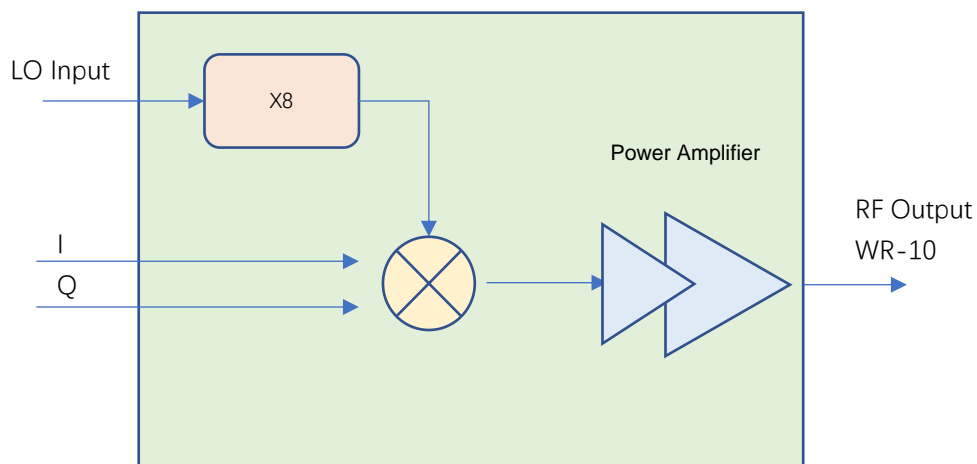 LO Input
X8
Power Amplifier
RF Output
WR-10
I
Q